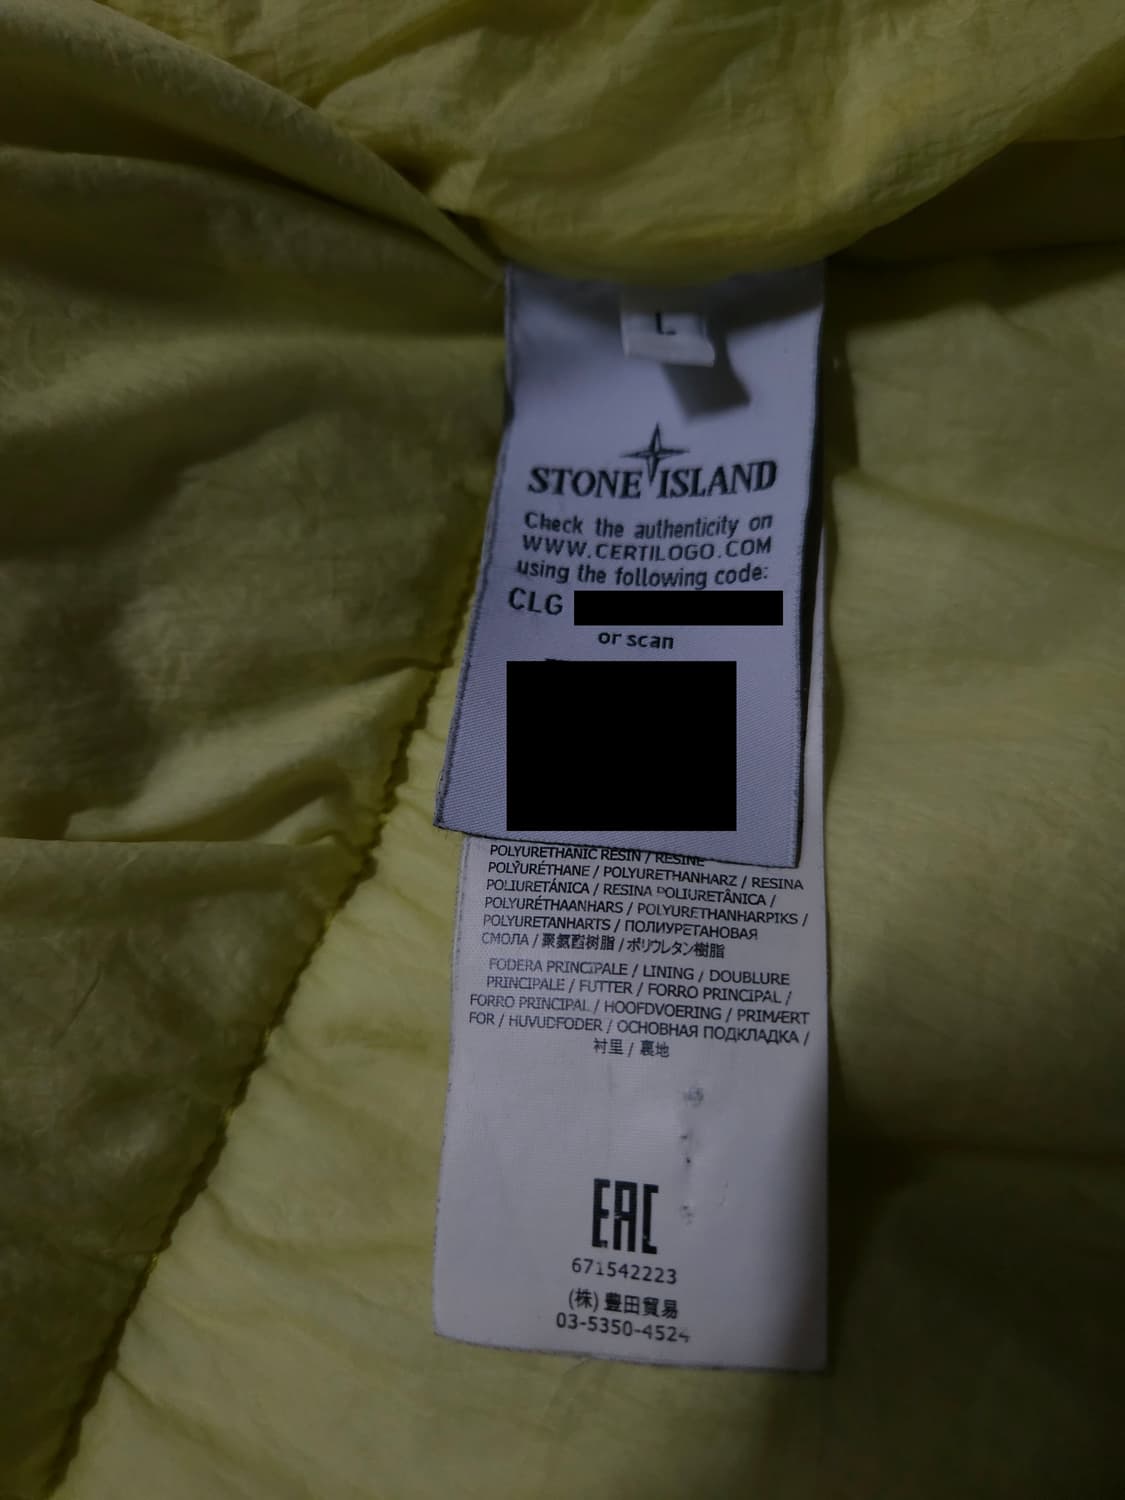 L
STONE ISLAND
Check the authenticity on
WWW.CERTILOGO.COM
using the following code:
CLG
or scan
POLYURETHANIC RESIN / RESINE
POLYURÉTHANE / POLYURETHANHARZ / RESINA
POLIURETÁNICA / RESINA POLIURETÂNICA /
POLYURÉTHAANHARS / POLYURETHANHARPIKS /
POLYURETANHARTS / ПОЛИУРЕТАНОВАЯ
СМОЛА / 聚氨酯树脂 / ポリウレタン樹脂
FODERA PRINCIPALE / LINING / DOUBLURE
PRINCIPALE / FUTTER / FORRO PRINCIPAL /
FORRO PRINCIPAL / HOOFDVOERING / PRIMÆRT
FOR / HUVUDFODER / ОСНОВНАЯ ПОДКЛАДКА /
衬里 / 裏地
EAC
671542223
(株) 豊田貿易
03-5350-4524